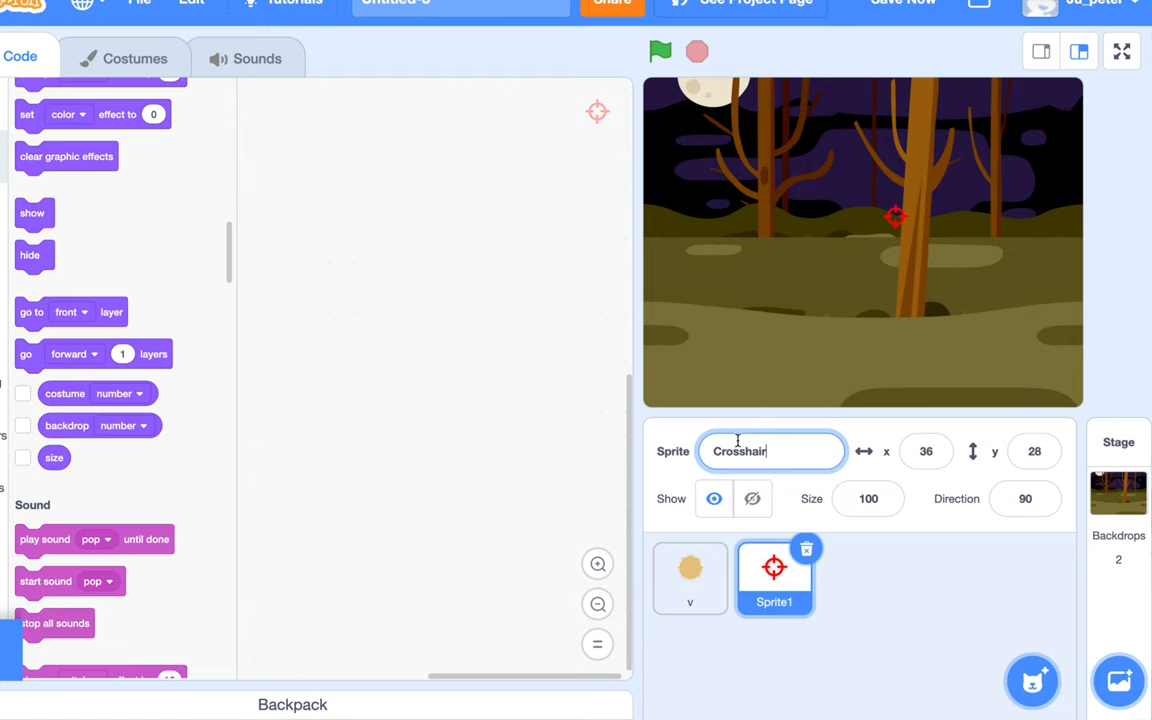 File Edit Tutorials Untitled-6 Share See Project Page Save Now
Code Costumes Sounds
set color effect to 0
clear graphic effects
show
hide
go to front layer
go forward 1 layers
costume number
backdrop number
size
Sound
play sound pop until done
start sound pop
stop all sounds
Backpack
Sprite Crosshair x 36 y 28
Show Size 100 Direction 90
v
Sprite1
Stage
Backdrops
2